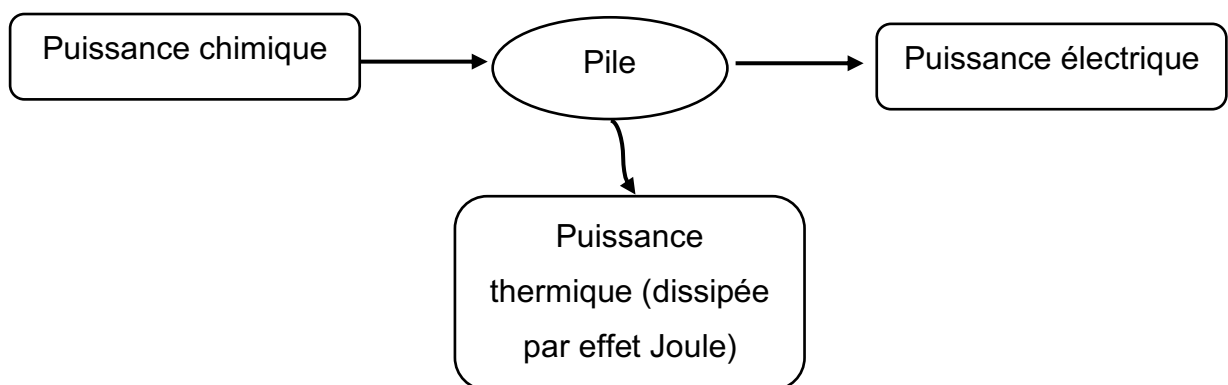 Puissance chimique
Pile
Puissance électrique
Puissance
thermique (dissipée
par effet Joule)